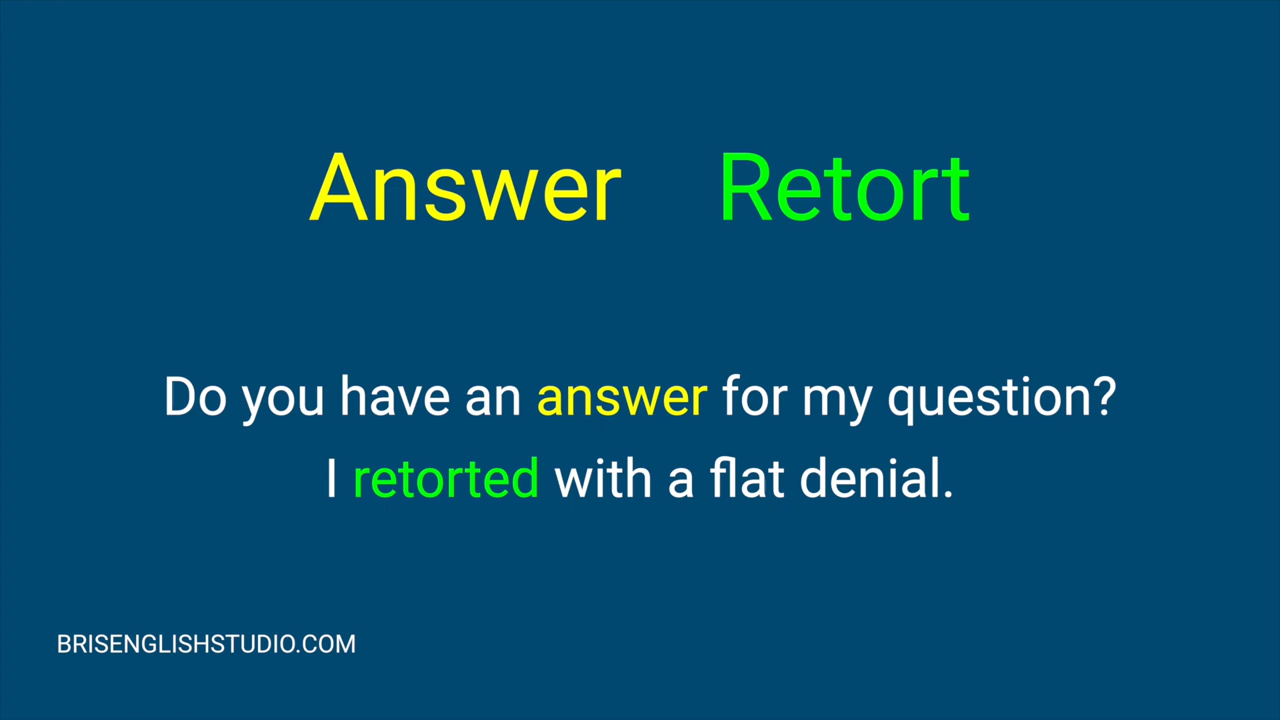 Answer Retort
Do you have an answer for my question?
I retorted with a flat denial.
BRISENGLISHSTUDIO.COM